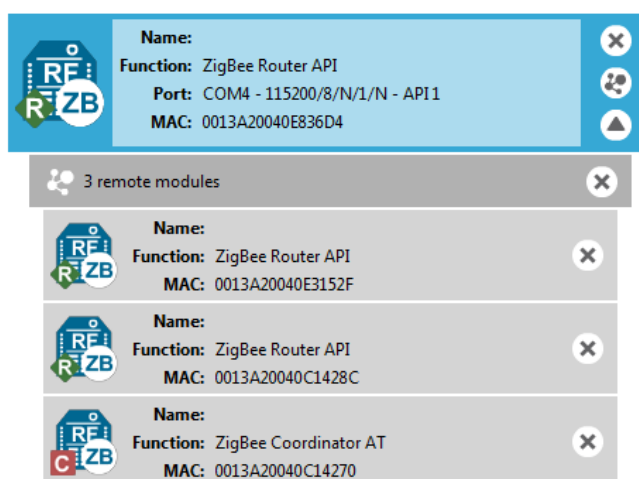 Name:
Function: ZigBee Router API
Port: COM4 - 115200/8/N/1/N - API 1
MAC: 0013A20040E836D4
RF
R ZB
3 remote modules
Name:
Function: ZigBee Router API
MAC: 0013A20040E3152F
RF
R ZB
Name:
Function: ZigBee Router API
MAC: 0013A20040C1428C
RF
R ZB
Name:
Function: ZigBee Coordinator AT
MAC: 0013A20040C14270
RF
C ZB